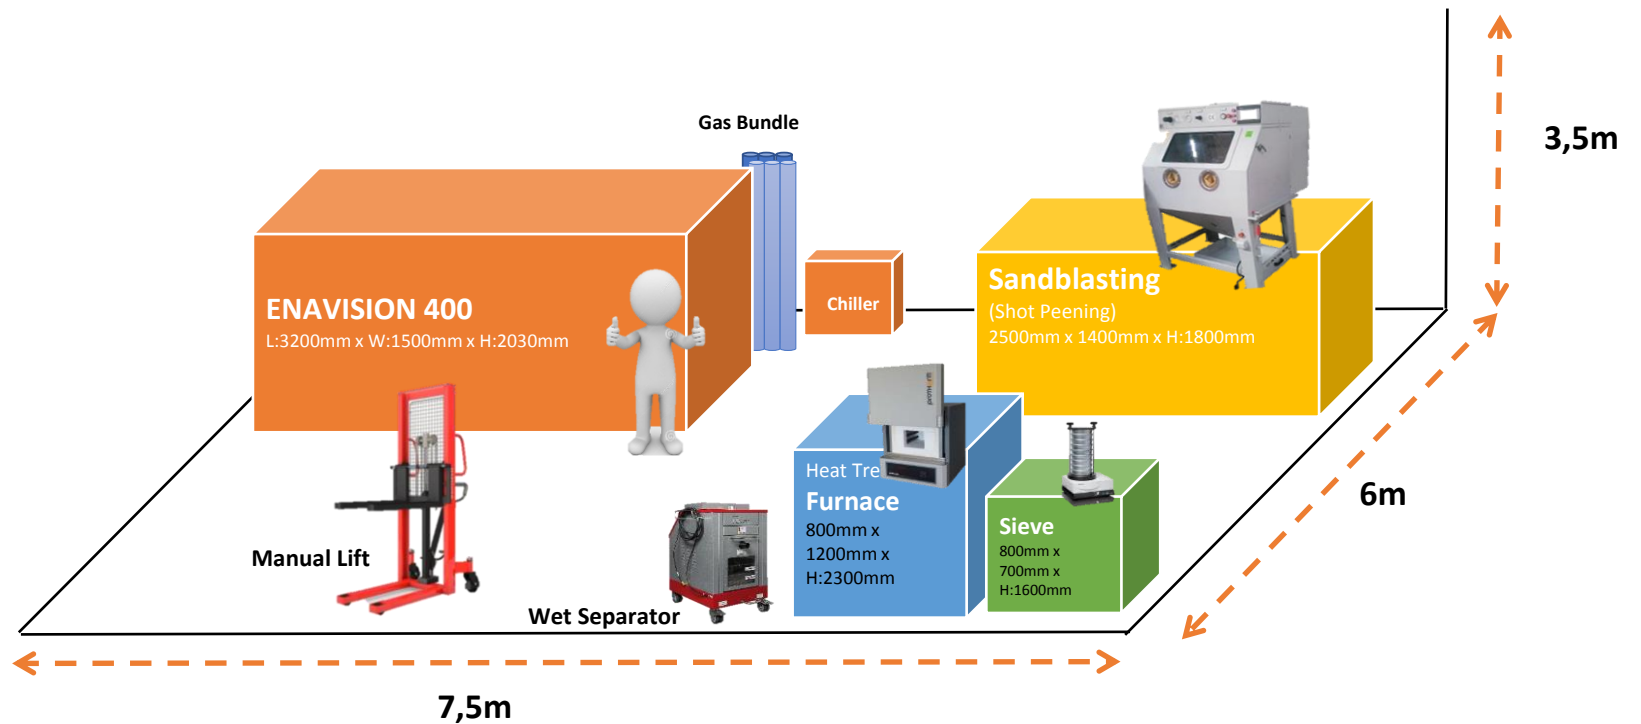 Gas Bundle
3,5m
ENAVISION 400
L:3200mm x W:1500mm x H:2030mm
Chiller
Sandblasting
(Shot Peening)
2500mm x 1400mm x H:1800mm
Heat Tre
Furnace
800mm x
1200mm x
H:2300mm
Sieve
800mm x
700mm x
H:1600mm
6m
Manual Lift
Wet Separator
7,5m